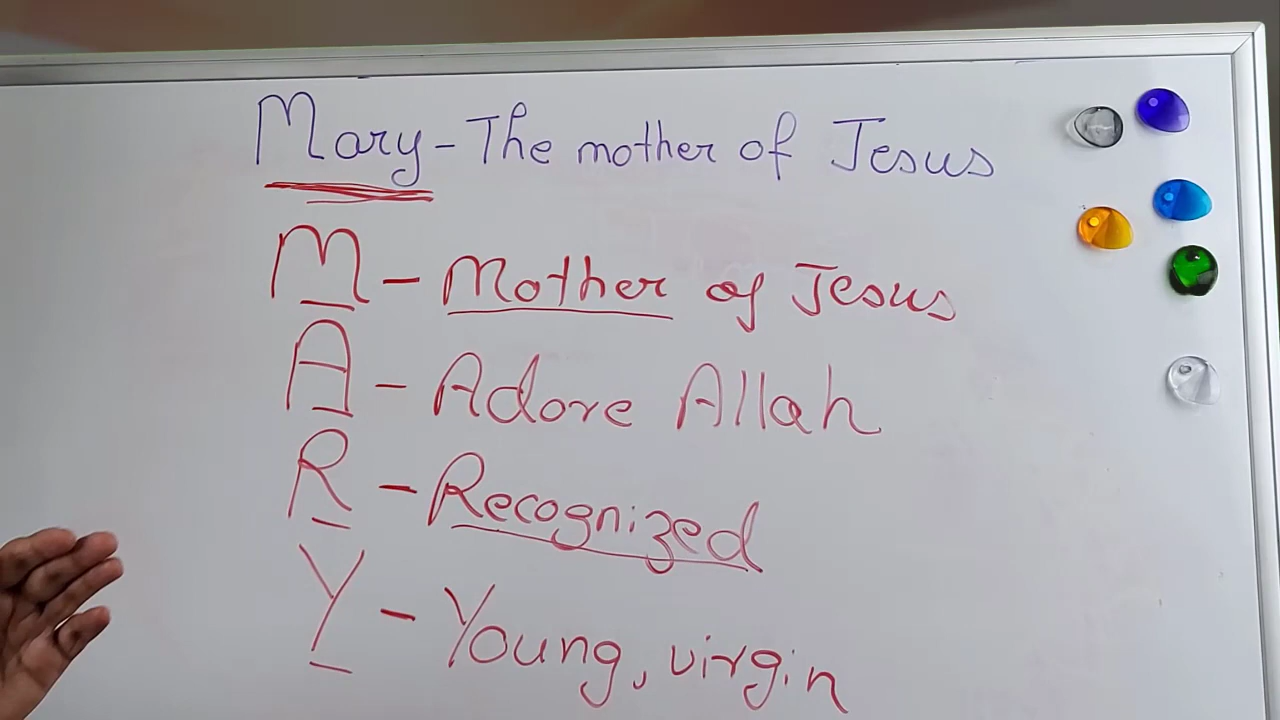 Mary - The mother of Jesus
M - Mother of Jesus
A - Adore Allah
R - Recognized
Y - Young, virgin